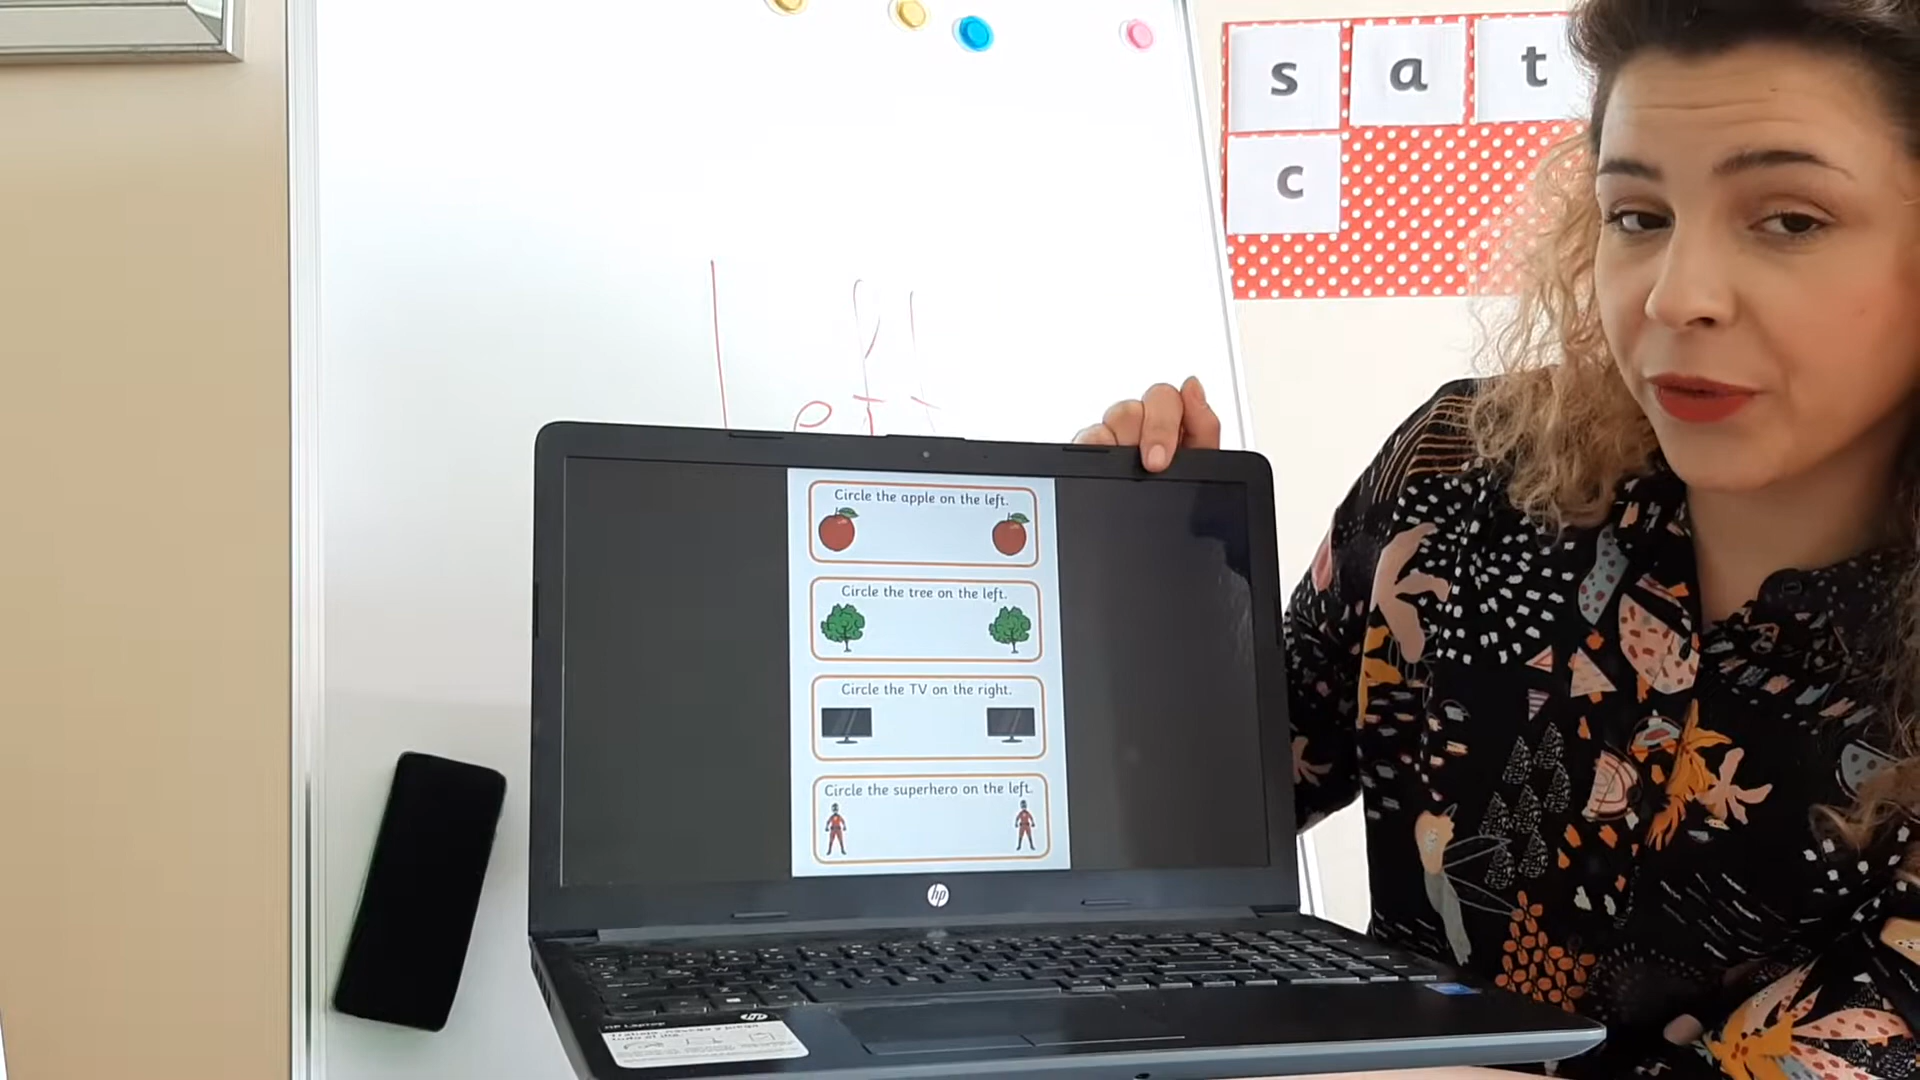 s a t
c
left
Circle the apple on the left.
Circle the tree on the left.
Circle the TV on the right.
Circle the superhero on the left.
hp